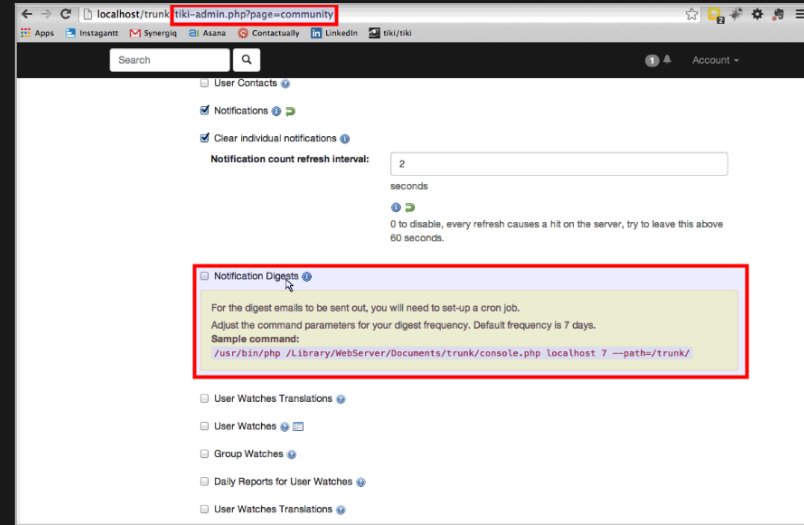 localhost/trunk/tiki-admin.php?page=community
Apps Instagantt Synergiq Asana Contactually LinkedIn tiki/tiki
Search 1 Account
User Contacts
Notifications
Clear individual notifications
Notification count refresh interval: 2
seconds
0 to disable, every refresh causes a hit on the server, try to leave this above
60 seconds.
Notification Digests
For the digest emails to be sent out, you will need to set-up a cron job.
Adjust the command parameters for your digest frequency. Default frequency is 7 days.
Sample command:
/usr/bin/php /Library/WebServer/Documents/trunk/console.php localhost 7 --path=/trunk/
User Watches Translations
User Watches
Group Watches
Daily Reports for User Watches
User Watches Translations